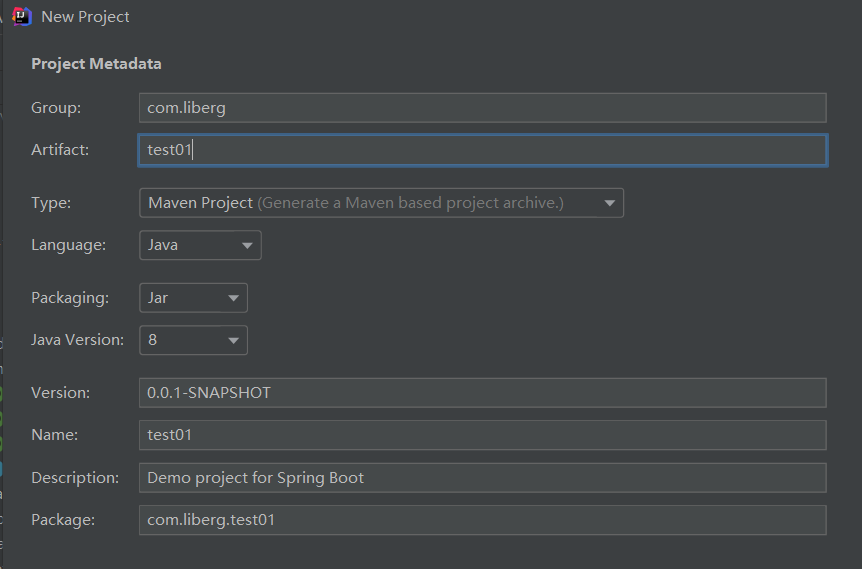 New Project
Project Metadata
Group: com.liberg
Artifact: test01
Type: Maven Project (Generate a Maven based project archive.)
Language: Java
Packaging: Jar
Java Version: 8
Version: 0.0.1-SNAPSHOT
Name: test01
Description: Demo project for Spring Boot
Package: com.liberg.test01